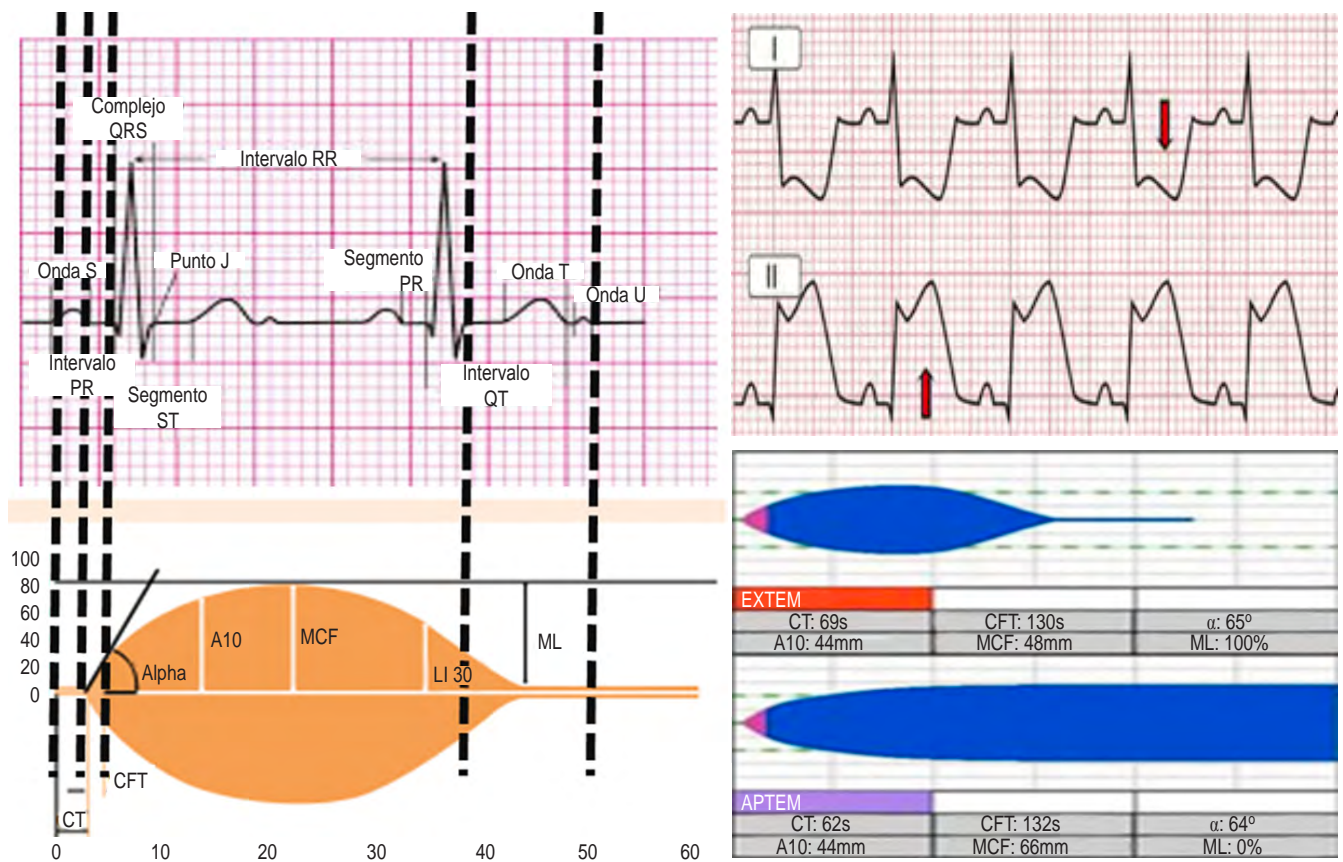 Complejo
QRS
Intervalo RR
Onda S
Punto J
Segmento
PR
Onda T
Onda U
Intervalo
PR
Segmento
ST
Intervalo
QT
100
80
60
40
20
0
Alpha
A10
MCF
LI 30
ML
CFT
CT
0
10
20
30
40
50
60
I
II
EXTEM
CT: 69s
CFT: 130s
α: 65º
A10: 44mm
MCF: 48mm
ML: 100%
APTEM
CT: 62s
CFT: 132s
α: 64º
A10: 44mm
MCF: 66mm
ML: 0%